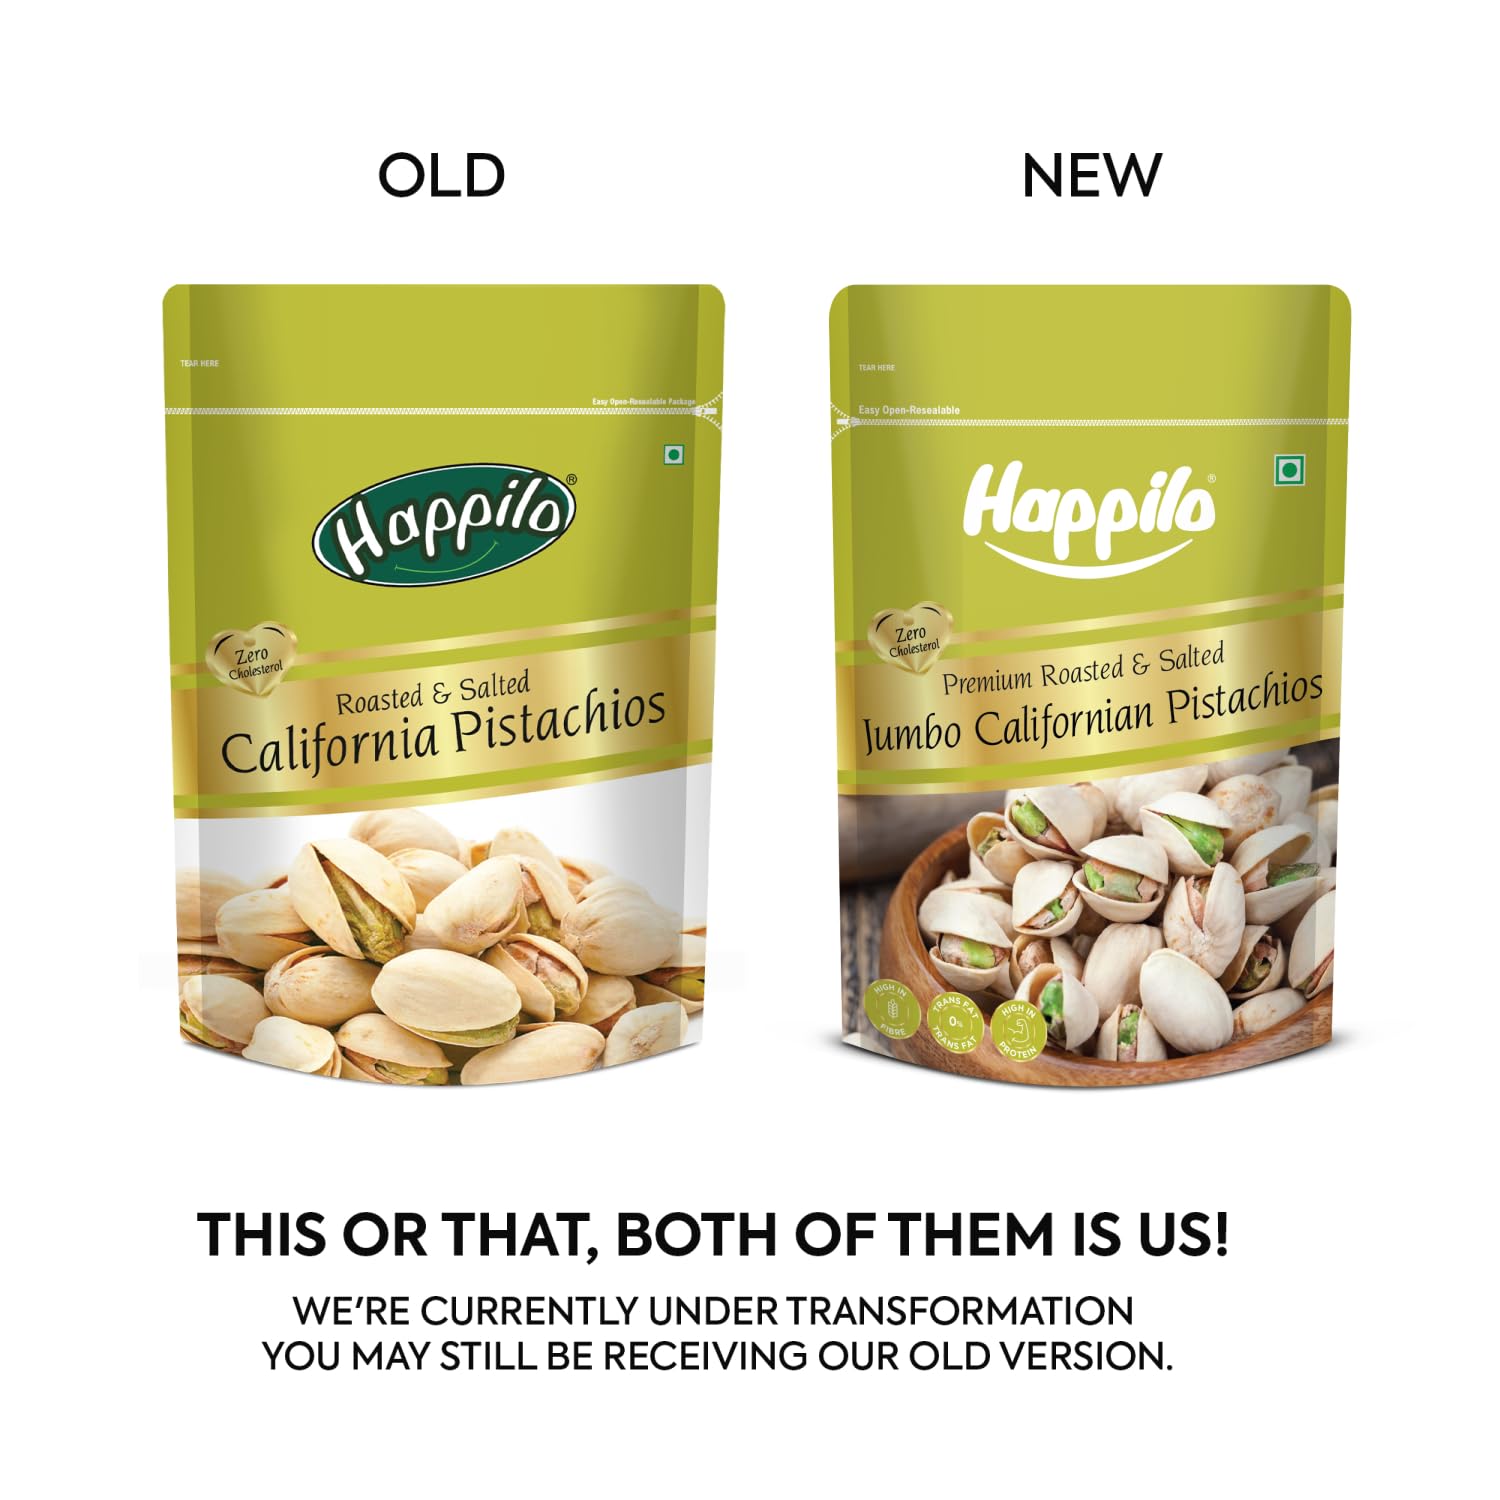 OLD
NEW
TEAR HERE
Easy Open-Resealable Package
Happilo®
Zero
Cholesterol
Roasted & Salted
California Pistachios
TEAR HERE
Easy Open-Resealable
Happilo®
Zero
Cholesterol
Premium Roasted & Salted
Jumbo Californian Pistachios
HIGH IN
FIBRE
TRANS FAT
0%
TRANS FAT
HIGH IN
PROTEIN
THIS OR THAT, BOTH OF THEM IS US!
WE'RE CURRENTLY UNDER TRANSFORMATION
YOU MAY STILL BE RECEIVING OUR OLD VERSION.